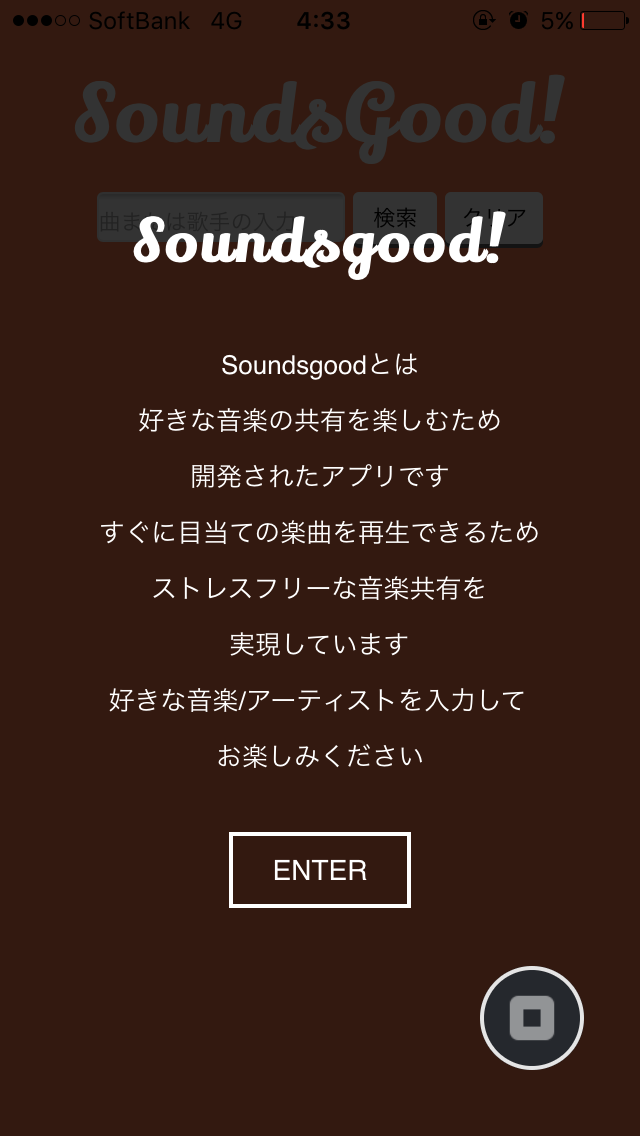 SoftBank 4G 4:33 5%
SoundsGood!
曲または歌手の入力 検索 クリア
Soundsgood!
Soundsgoodとは
好きな音楽の共有を楽しむため
開発されたアプリです
すぐに目当ての楽曲を再生できるため
ストレスフリーな音楽共有を
実現しています
好きな音楽/アーティストを入力して
お楽しみください
ENTER